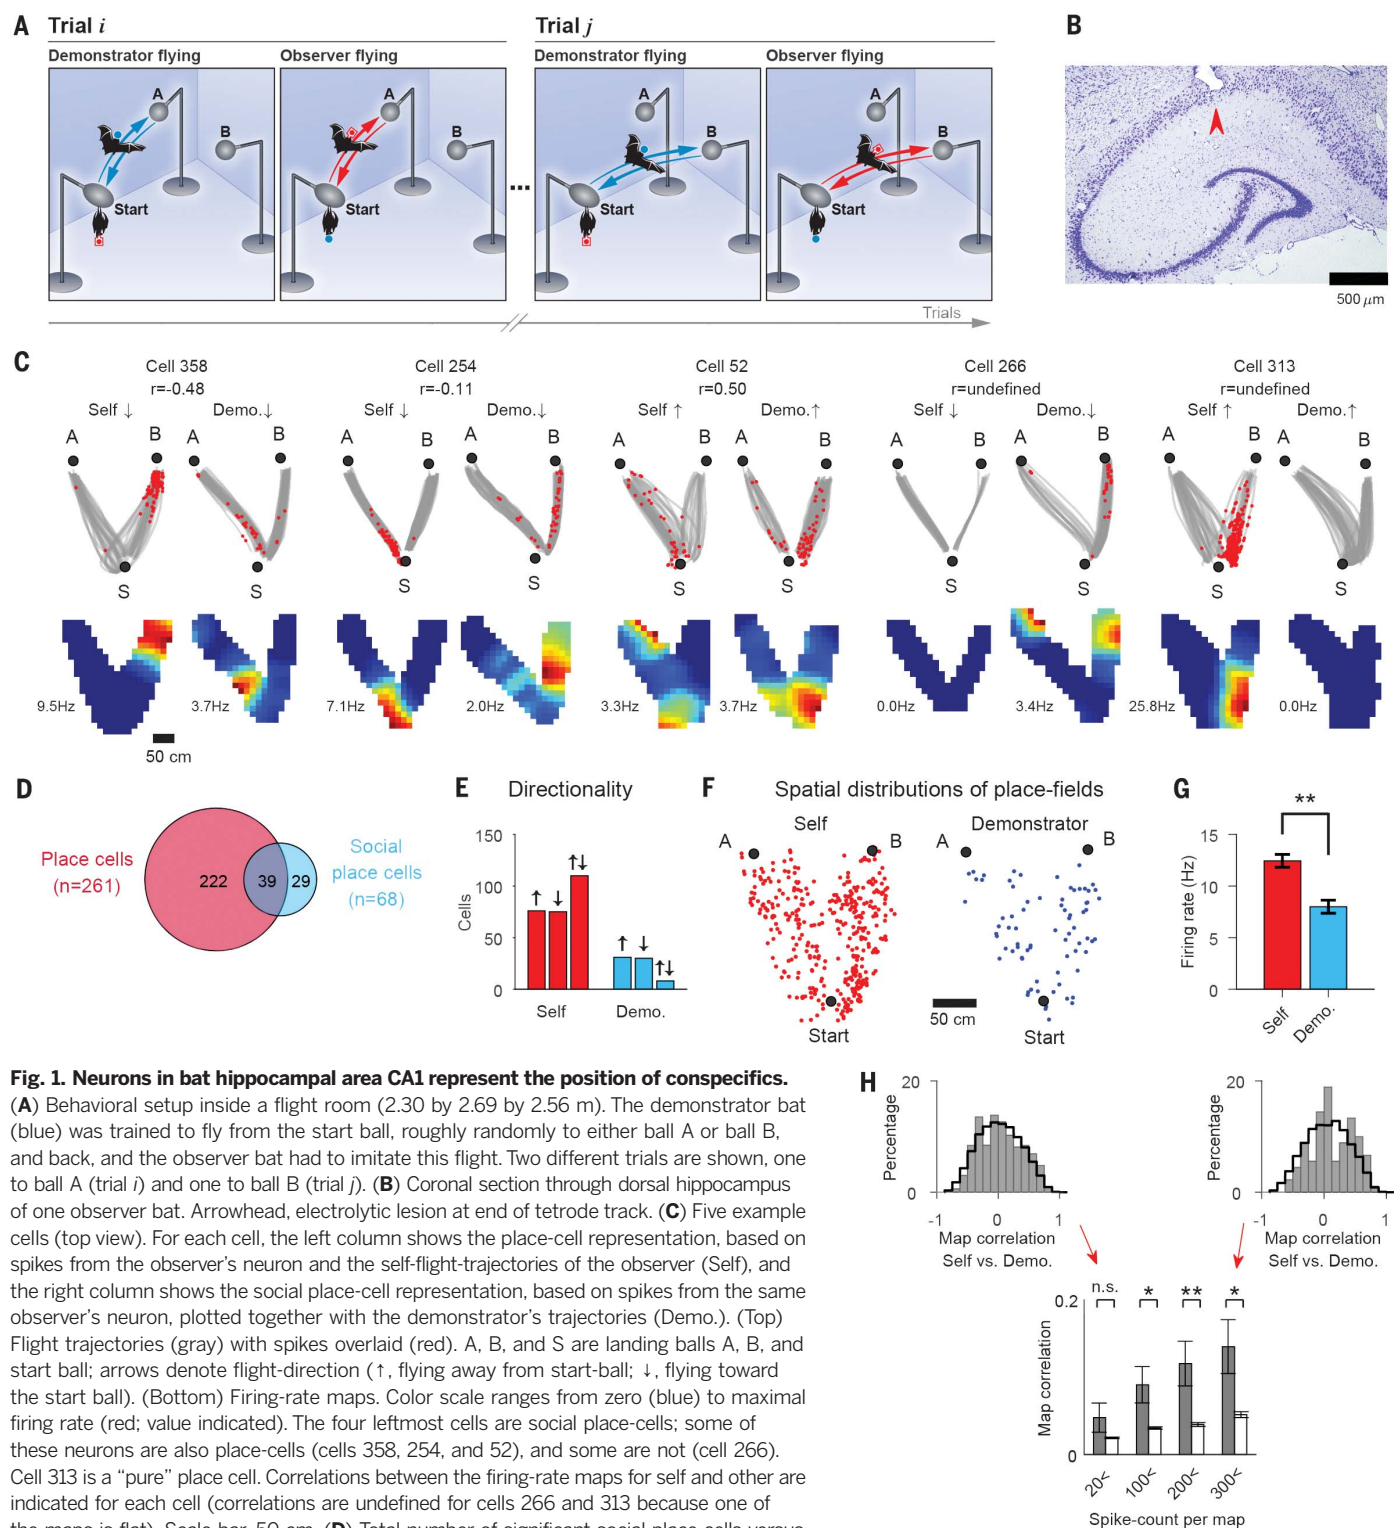 A
Trial i
Trial j
Demonstrator flying
Observer flying
Demonstrator flying
Observer flying
A
B
Start
A
B
Start
...
A
B
Start
A
B
Start
Trials
B
500 μm
C
Cell 358
r=-0.48
Self ↓ Demo.↓
A B A B
S S
9.5Hz 3.7Hz
50 cm
Cell 254
r=-0.11
Self ↓ Demo.↓
A B A B
S S
7.1Hz 2.0Hz
Cell 52
r=0.50
Self ↑ Demo.↑
A B A B
S S
3.3Hz 3.7Hz
Cell 266
r=undefined
Self ↓ Demo.↓
A B A B
S S
0.0Hz 3.4Hz
Cell 313
r=undefined
Self ↑ Demo.↑
A B A B
S S
25.8Hz 0.0Hz
D
Place cells
(n=261)
222 39 29
Social
place cells
(n=68)
E Directionality
Cells
150
100
50
0
↑ ↓ ↑↓
↑ ↓ ↑↓
Self Demo.
F Spatial distributions of place-fields
Self Demonstrator
A B A B
Start Start
50 cm
G
**
Firing rate (Hz)
15
10
5
0
Self Demo.
H
Percentage
20
0
-1 0 1
Map correlation
Self vs. Demo.
Percentage
20
0
-1 0 1
Map correlation
Self vs. Demo.
n.s. * ** *
Map correlation
0.2
0
20< 100< 200< 300<
Spike-count per map
Fig. 1. Neurons in bat hippocampal area CA1 represent the position of conspecifics.
(A) Behavioral setup inside a flight room (2.30 by 2.69 by 2.56 m). The demonstrator bat
(blue) was trained to fly from the start ball, roughly randomly to either ball A or ball B,
and back, and the observer bat had to imitate this flight. Two different trials are shown, one
to ball A (trial i) and one to ball B (trial j). (B) Coronal section through dorsal hippocampus
of one observer bat. Arrowhead, electrolytic lesion at end of tetrode track. (C) Five example
cells (top view). For each cell, the left column shows the place-cell representation, based on
spikes from the observer's neuron and the self-flight-trajectories of the observer (Self), and
the right column shows the social place-cell representation, based on spikes from the same
observer's neuron, plotted together with the demonstrator's trajectories (Demo.). (Top)
Flight trajectories (gray) with spikes overlaid (red). A, B, and S are landing balls A, B, and
start ball; arrows denote flight-direction (↑, flying away from start-ball; ↓, flying toward
the start ball). (Bottom) Firing-rate maps. Color scale ranges from zero (blue) to maximal
firing rate (red; value indicated). The four leftmost cells are social place-cells; some of
these neurons are also place-cells (cells 358, 254, and 52), and some are not (cell 266).
Cell 313 is a “pure” place cell. Correlations between the firing-rate maps for self and other are
indicated for each cell (correlations are undefined for cells 266 and 313 because one of
the maps is flat). Scale bar, 50 cm. (D) Total number of significant social place-cells versus